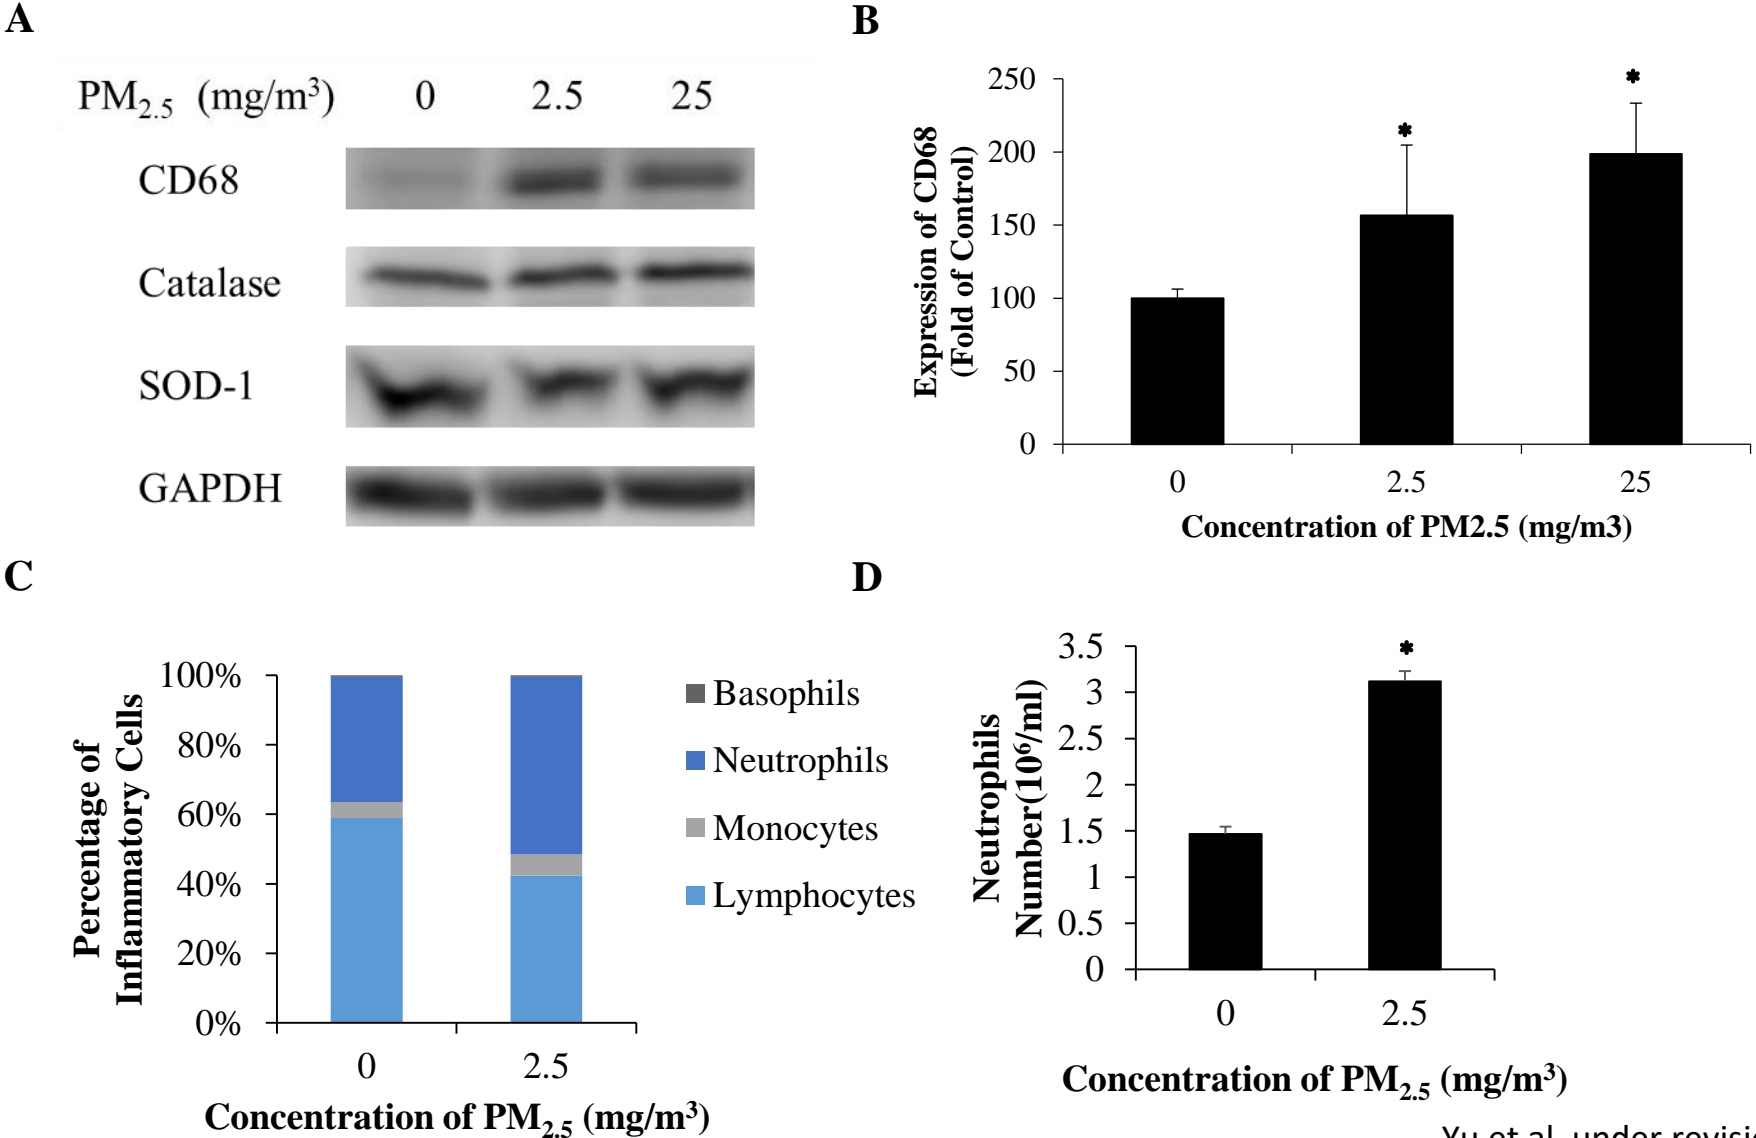 A
PM2.5 (mg/m3) 0 2.5 25
CD68
Catalase
SOD-1
GAPDH
B
Expression of CD68
(Fold of Control)
250
200
150
100
50
0
0 2.5 25
Concentration of PM2.5 (mg/m3)
C
Percentage of
Inflammatory Cells
100%
80%
60%
40%
20%
0%
0 2.5
Concentration of PM2.5 (mg/m3)
Basophils
Neutrophils
Monocytes
Lymphocytes
D
Neutrophils
Number(10⁶/ml)
3.5
3
2.5
2
1.5
1
0.5
0
0 2.5
Concentration of PM2.5 (mg/m3)
Yu et al. under